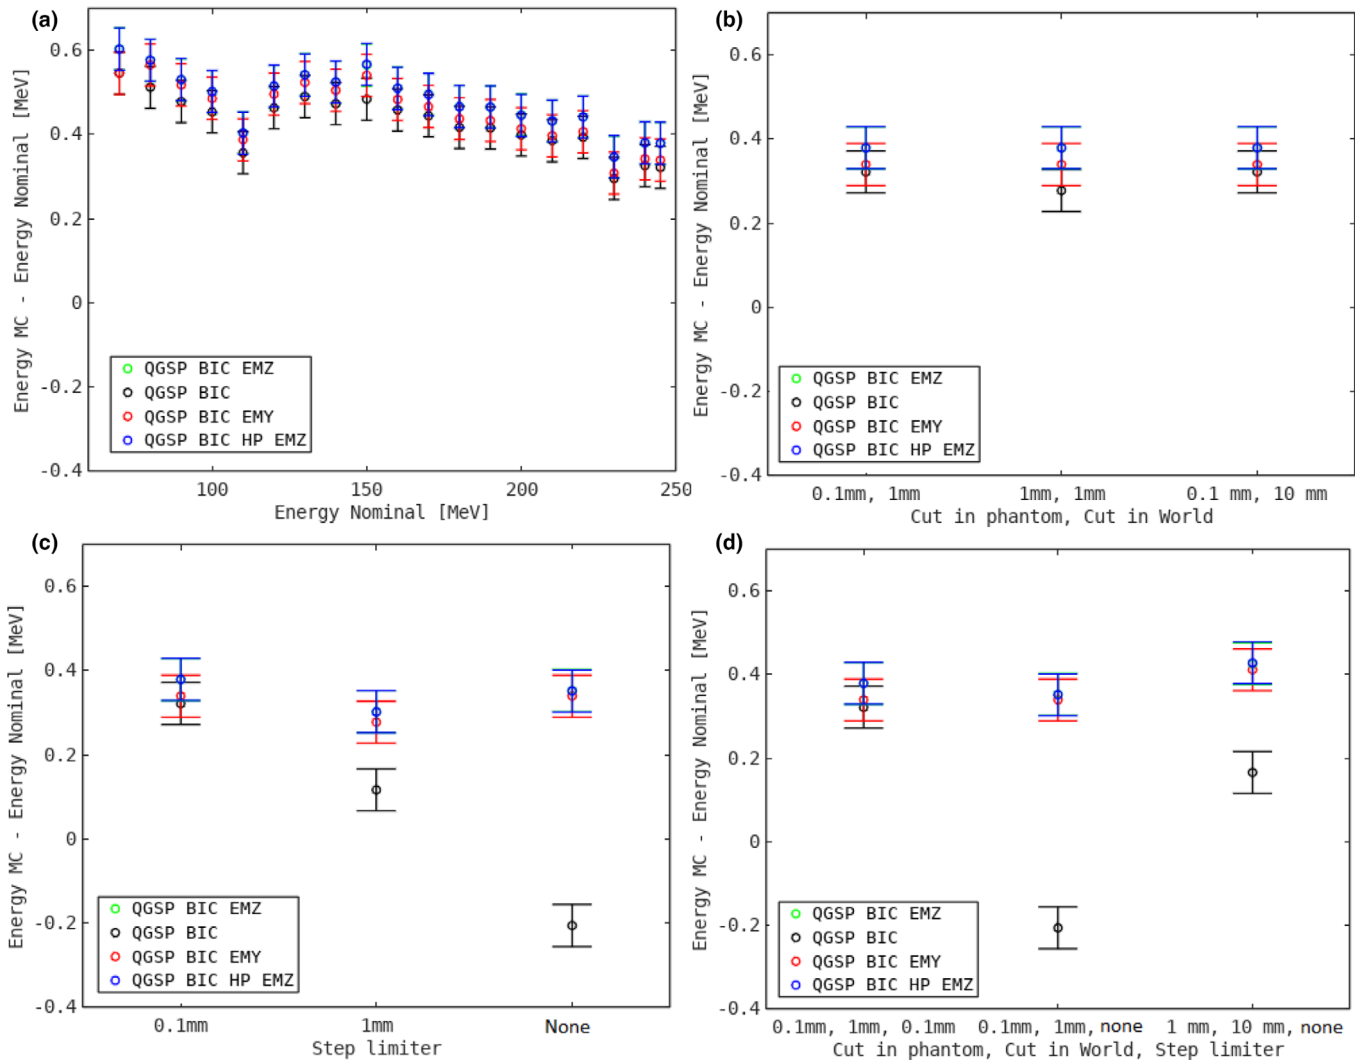 (a)
Energy MC - Energy Nominal [MeV]
0.6
0.4
0.2
0
-0.2
-0.4
QGSP BIC EMZ
QGSP BIC
QGSP BIC EMY
QGSP BIC HP EMZ
100
150
200
250
Energy Nominal [MeV]
(b)
Energy MC - Energy Nominal [MeV]
0.6
0.4
0.2
0
-0.2
-0.4
QGSP BIC EMZ
QGSP BIC
QGSP BIC EMY
QGSP BIC HP EMZ
0.1mm, 1mm
1mm, 1mm
0.1 mm, 10 mm
Cut in phantom, Cut in World
(c)
Energy MC - Energy Nominal [MeV]
0.6
0.4
0.2
0
-0.2
-0.4
QGSP BIC EMZ
QGSP BIC
QGSP BIC EMY
QGSP BIC HP EMZ
0.1mm
1mm
None
Step limiter
(d)
Energy MC - Energy Nominal [MeV]
0.6
0.4
0.2
0
-0.2
-0.4
QGSP BIC EMZ
QGSP BIC
QGSP BIC EMY
QGSP BIC HP EMZ
0.1mm, 1mm, 0.1mm
0.1mm, 1mm, none
1 mm, 10 mm, none
Cut in phantom, Cut in World, Step limiter